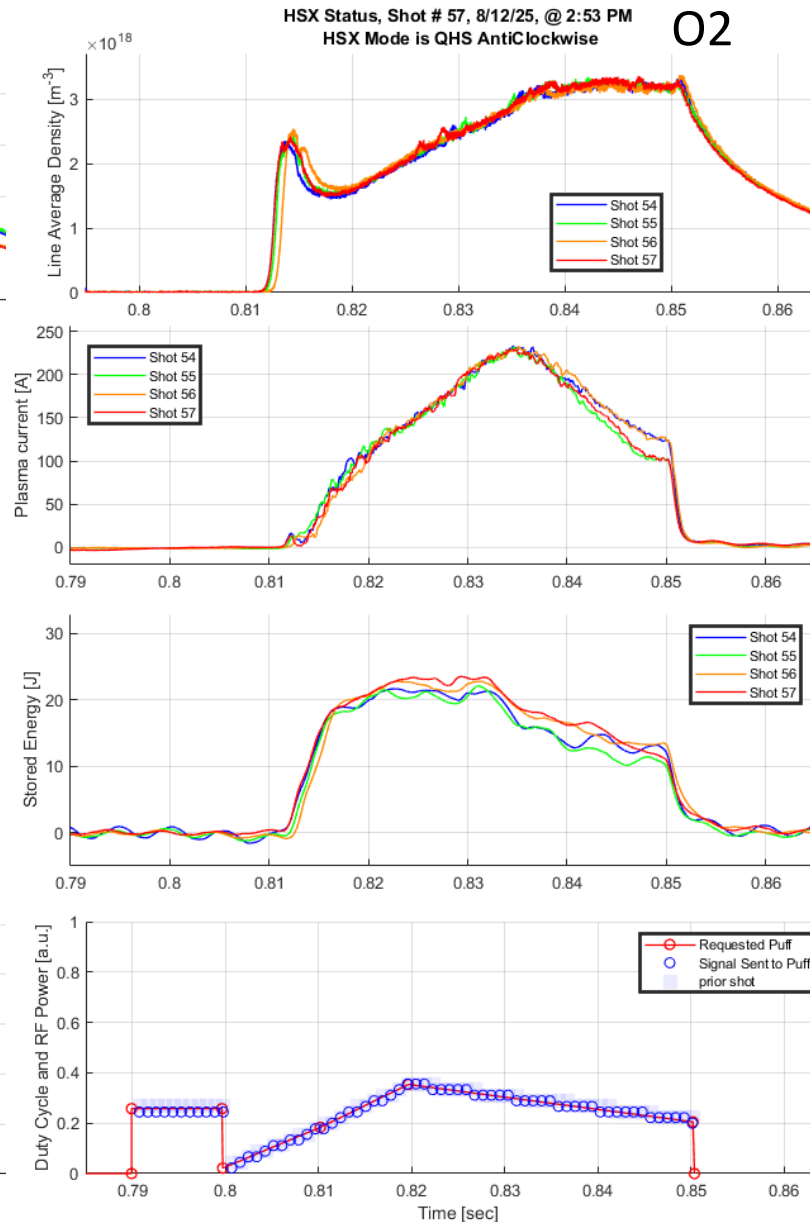 HSX Status, Shot # 57, 8/12/25, @ 2:53 PM
HSX Mode is QHS AntiClockwise
O2
×10^18
Line Average Density [m^-3]
3
2
1
0
0.8 0.81 0.82 0.83 0.84 0.85 0.86
Shot 54
Shot 55
Shot 56
Shot 57
Plasma current [A]
250
200
150
100
50
0
0.79 0.8 0.81 0.82 0.83 0.84 0.85 0.86
Shot 54
Shot 55
Shot 56
Shot 57
Stored Energy [J]
30
20
10
0
0.79 0.8 0.81 0.82 0.83 0.84 0.85 0.86
Shot 54
Shot 55
Shot 56
Shot 57
Duty Cycle and RF Power [a.u.]
1
0.8
0.6
0.4
0.2
0
0.79 0.8 0.81 0.82 0.83 0.84 0.85 0.86
Requested Puff
Signal Sent to Puff
prior shot
Time [sec]